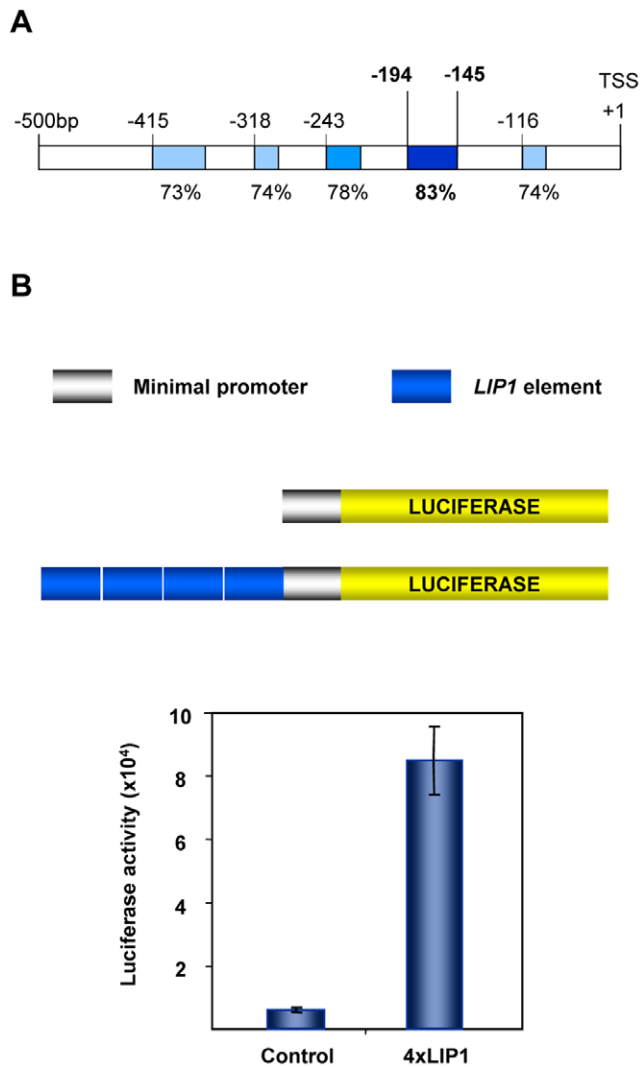 A
-194 -145 TSS
-500bp -415 -318 -243 -116 +1
73% 74% 78% 83% 74%
B
Minimal promoter LIP1 element
LUCIFERASE
LUCIFERASE
Luciferase activity (x10⁴)
10
8
6
4
2
Control 4xLIP1